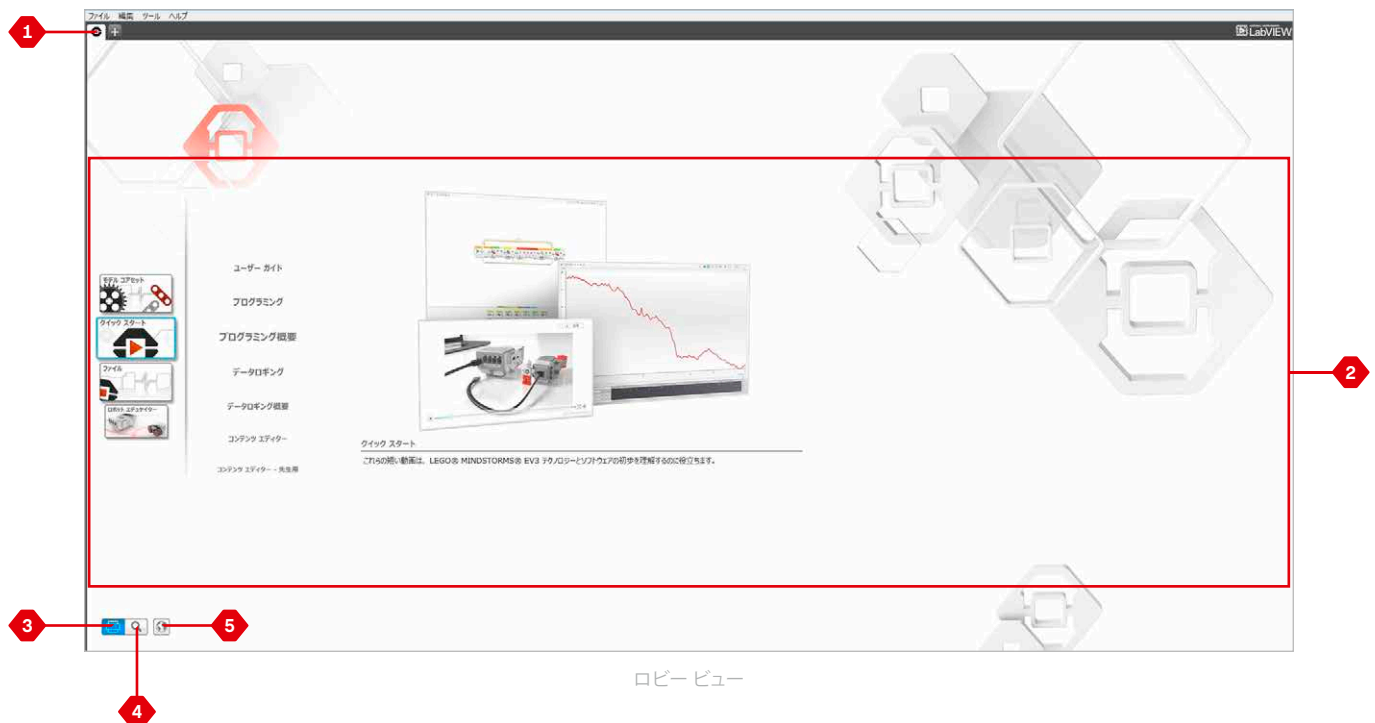 ファイル 編集 ツール ヘルプ
1
LabVIEW
モデル コアセット
クイック スタート
ファイル
ロボット エデュケイター
ユーザー ガイド
プログラミング
プログラミング概要
データロギング
データロギング概要
コンテンツ エディター
コンテンツ エディター - 先生用
クイック スタート
これらの短い動画は、LEGO® MINDSTORMS® EV3 テクノロジーとソフトウェアの初歩を理解するのに役立ちます。
2
3
5
4
ロビー ビュー